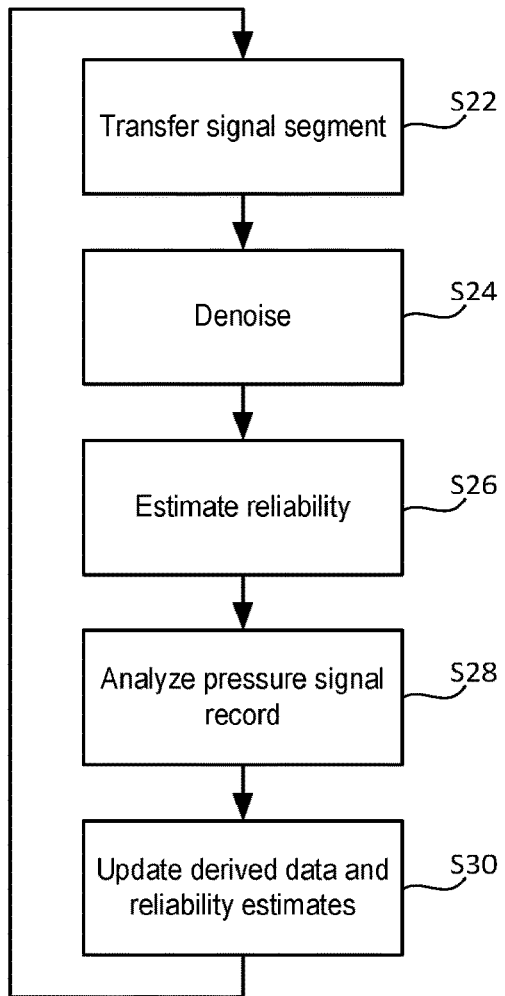 S22
Transfer signal segment
S24
Denoise
S26
Estimate reliability
S28
Analyze pressure signal
record
S30
Update derived data and
reliability estimates